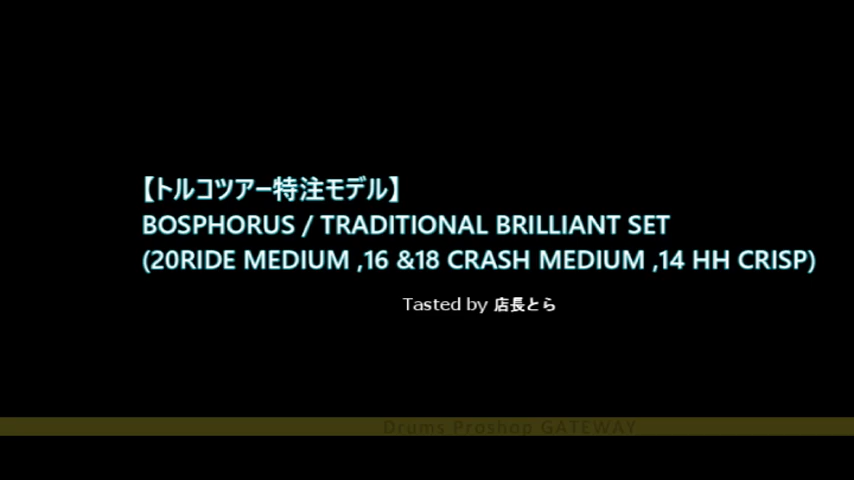 【トルコツアー特注モデル】
BOSPHORUS / TRADITIONAL BRILLIANT SET
(20RIDE MEDIUM ,16 &18 CRASH MEDIUM ,14 HH CRISP)
Tasted by 店長とら
Drums Proshop GATEWAY